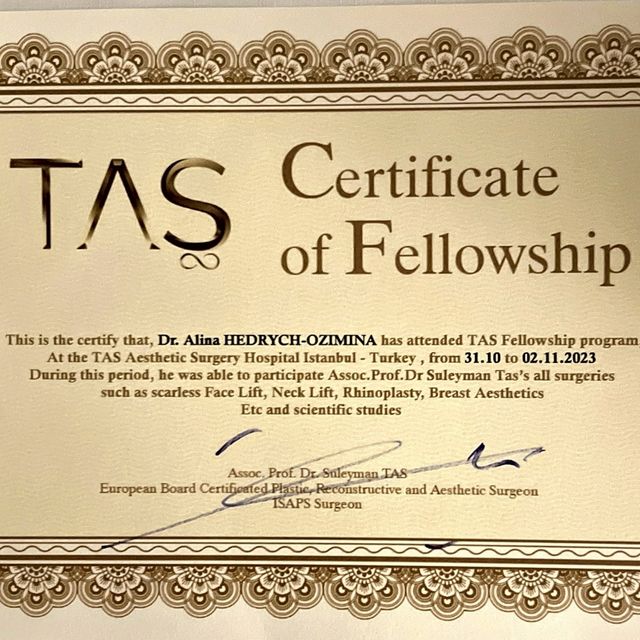 TAŞ
Certificate
of Fellowship
This is the certify that, Dr. Alina HEDRYCH-OZIMINA has attended TAS Fellowship program
At the TAS Aesthetic Surgery Hospital Istanbul - Turkey , from 31.10 to 02.11.2023
During this period, he was able to participate Assoc.Prof.Dr Suleyman Tas's all surgeries
such as scarless Face Lift, Neck Lift, Rhinoplasty, Breast Aesthetics
Etc and scientific studies
Assoc. Prof. Dr. Suleyman TAS
European Board Certificated Plastic, Reconstructive and Aesthetic Surgeon
ISAPS Surgeon